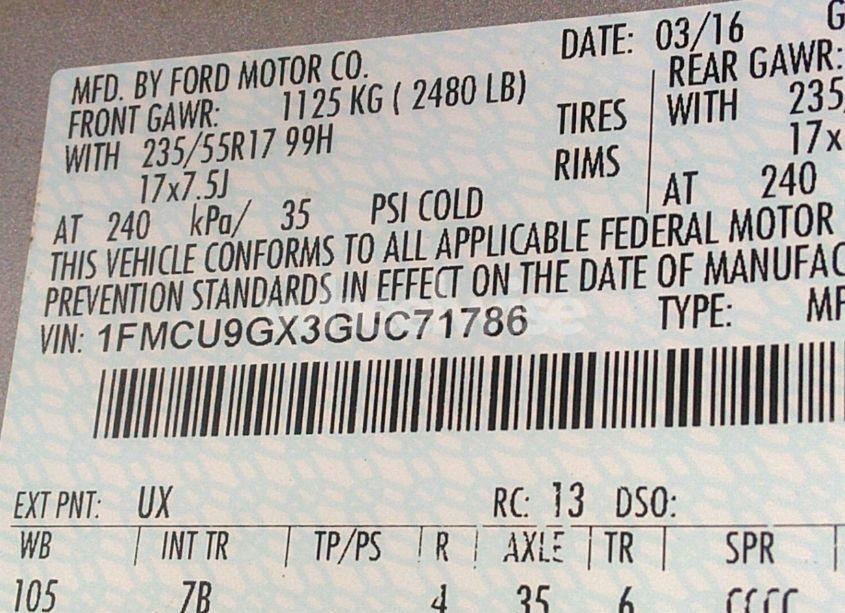 MFD. BY FORD MOTOR CO.
DATE: 03/16
G
FRONT GAWR: 1125 KG ( 2480 LB)
REAR GAWR:
WITH 235/55R17 99H
TIRES
WITH 235/
17x7.5J
RIMS
17x
AT 240 kPa/ 35 PSI COLD
AT 240
THIS VEHICLE CONFORMS TO ALL APPLICABLE FEDERAL MOTOR
PREVENTION STANDARDS IN EFFECT ON THE DATE OF MANUFAC
VIN: 1FMCU9GX3GUC71786
TYPE: MP
EXT PNT: UX RC: 13 DSO:
WB | INT TR | TP/PS | R | AXLE | TR | SPR
105 7B 4 35 6 CCCC